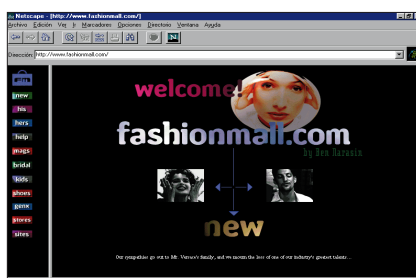 Netscape - [http://www.fashionmall.com/]
Archivo Edición Ver Ir Marcadores Opciones Directorio Ventana Ayuda
Dirección: http://www.fashionmall.com/
new
his
hers
help
mags
bridal
kids
shoes
genx
stores
sites
welcome
fashionmall.com
by Ben Narasin
new
Our sympathies go out to Mr. Versace's family, and we mourn the loss of one of our industry's greatest talents...